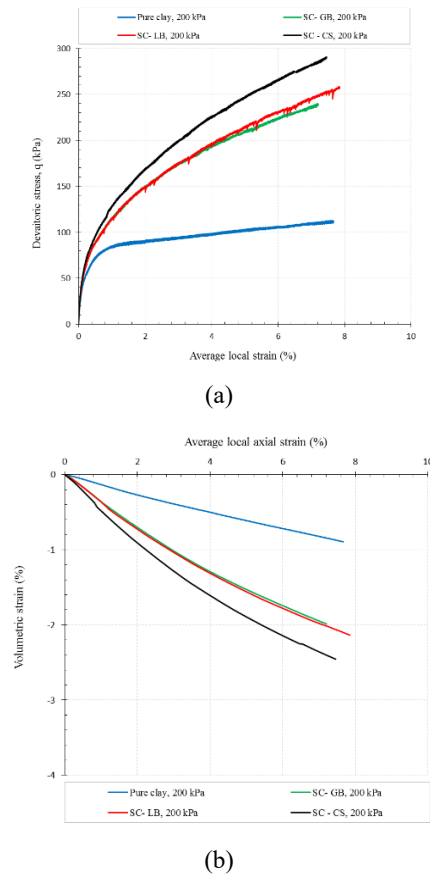 Pure clay, 200 kPa SC- GB, 200 kPa
SC- LB, 200 kPa SC - CS, 200 kPa
300
250
200
150
100
50
0
Devaitoric stress, q (kPa)
0 2 4 6 8 10
Average local strain (%)
(a)
Average local axial strain (%)
0 2 4 6 8 10
0
-1
-2
-3
-4
Volumetric strain (%)
Pure clay, 200 kPa SC- GB, 200 kPa
SC- LB, 200 kPa SC - CS, 200 kPa
(b)